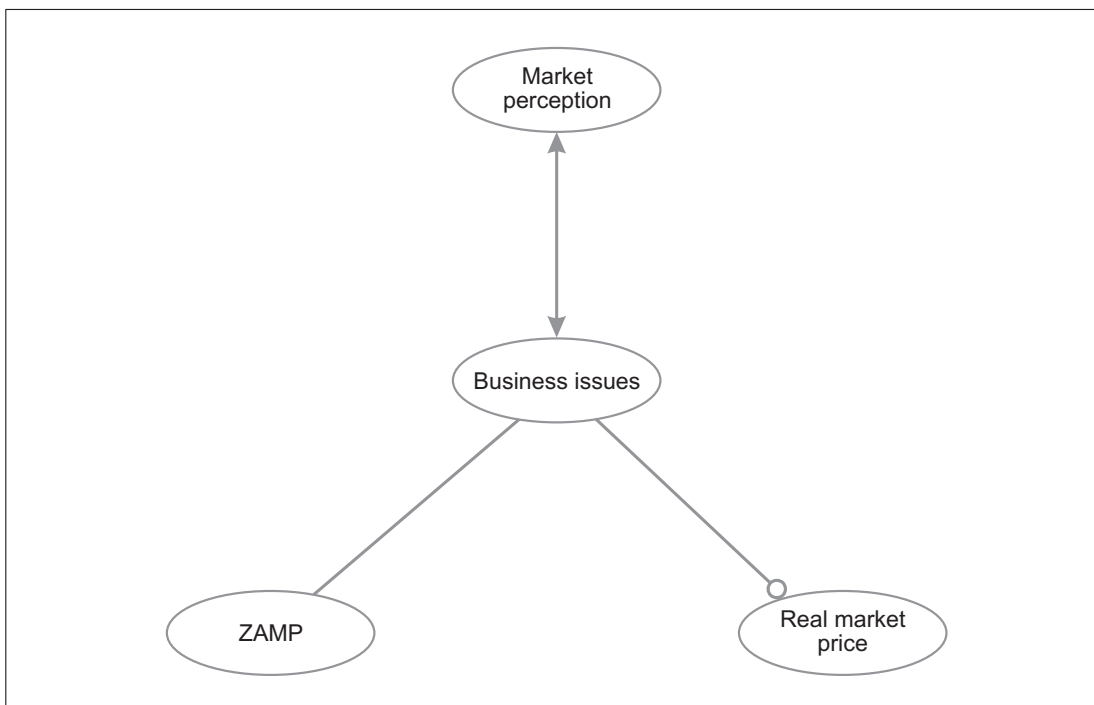 Market
perception
Business issues
ZAMP
Real market
price